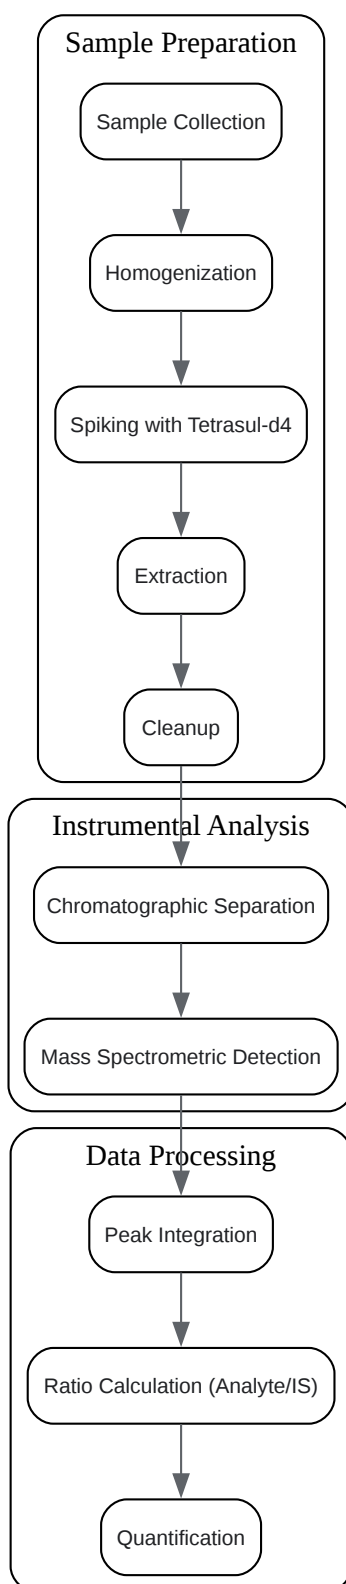 Sample Preparation
Sample Collection
Homogenization
Spiking with Tetrasul-d4
Extraction
Cleanup
Instrumental Analysis
Chromatographic Separation
Mass Spectrometric Detection
Data Processing
Peak Integration
Ratio Calculation (Analyte/IS)
Quantification